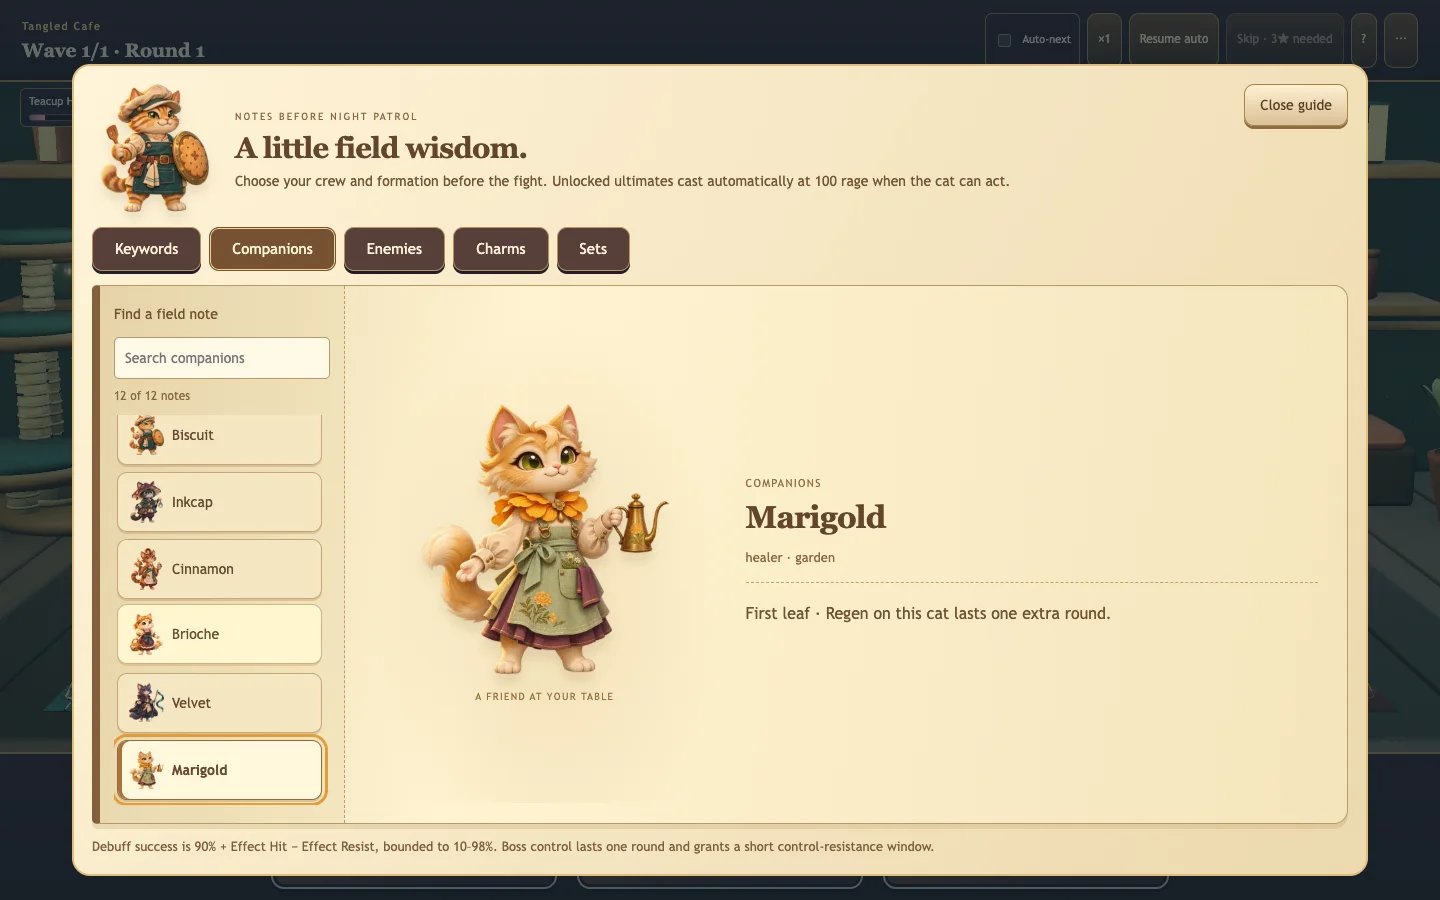 Tangled Cafe
Wave 1/1 · Round 1
Auto-next
×1
Resume auto
Skip · 3★ needed
?
...
Teacup H
NOTES BEFORE NIGHT PATROL
A little field wisdom.
Choose your crew and formation before the fight. Unlocked ultimates cast automatically at 100 rage when the cat can act.
Close guide
Keywords
Companions
Enemies
Charms
Sets
Find a field note
Search companions
12 of 12 notes
Biscuit
Inkcap
Cinnamon
Brioche
Velvet
Marigold
A FRIEND AT YOUR TABLE
COMPANIONS
Marigold
healer · garden
First leaf · Regen on this cat lasts one extra round.
Debuff success is 90% + Effect Hit − Effect Resist, bounded to 10–98%. Boss control lasts one round and grants a short control-resistance window.